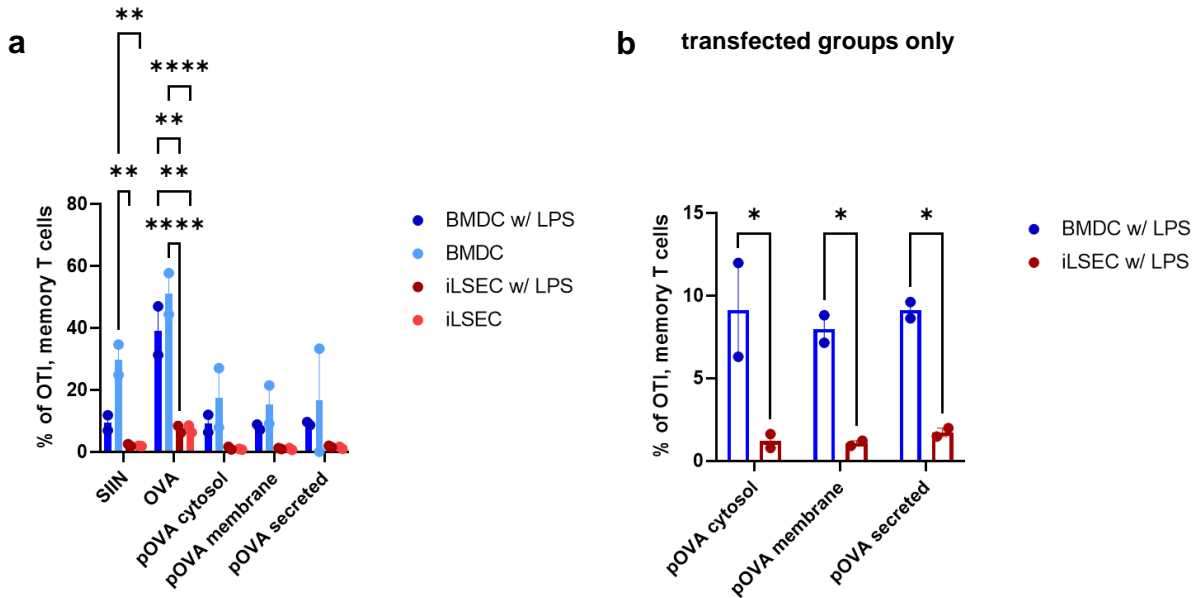 a
**
****
**
**
**
****
% of OTI, memory T cells
80
60
40
20
0
SIIN
OVA
pOVA cytosol
pOVA membrane
pOVA secreted
BMDC w/ LPS
BMDC
iLSEC w/ LPS
iLSEC
b
transfected groups only
% of OTI, memory T cells
15
10
5
0
*
*
*
pOVA cytosol
pOVA membrane
pOVA secreted
BMDC w/ LPS
iLSEC w/ LPS